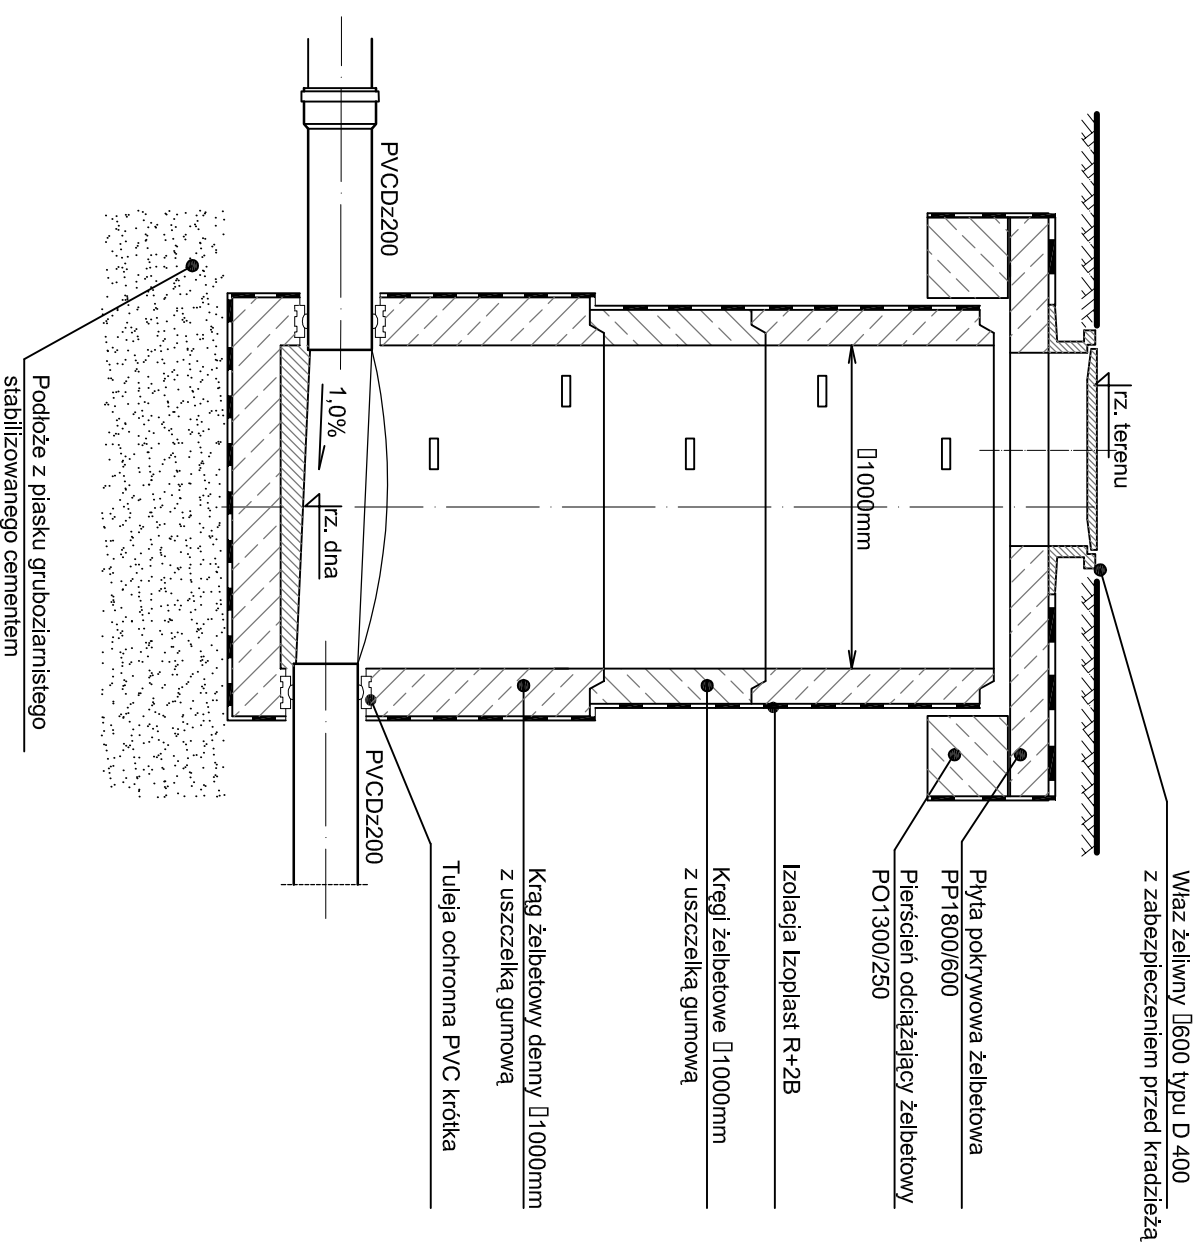 Właz żeliwny ▯600 typu D 400
z zabezpieczeniem przed kradzieżą
rz. terenu
Płyta pokrywowa żelbetowa
PP1800/600
Pierścień odciążający żelbetowy
PO1300/250
▯1000mm
Izolacja Izoplast R+2B
Kręgi żelbetowe ▯1000mm
z uszczelką gumową
Krąg żelbetowy denny ▯1000mm
z uszczelką gumową
Tuleja ochronna PVC krótka
PVCDz200
PVCDz200
1,0%
rz. dna
Podłoże z piasku gruboziarnistego
stabilizowanego cementem